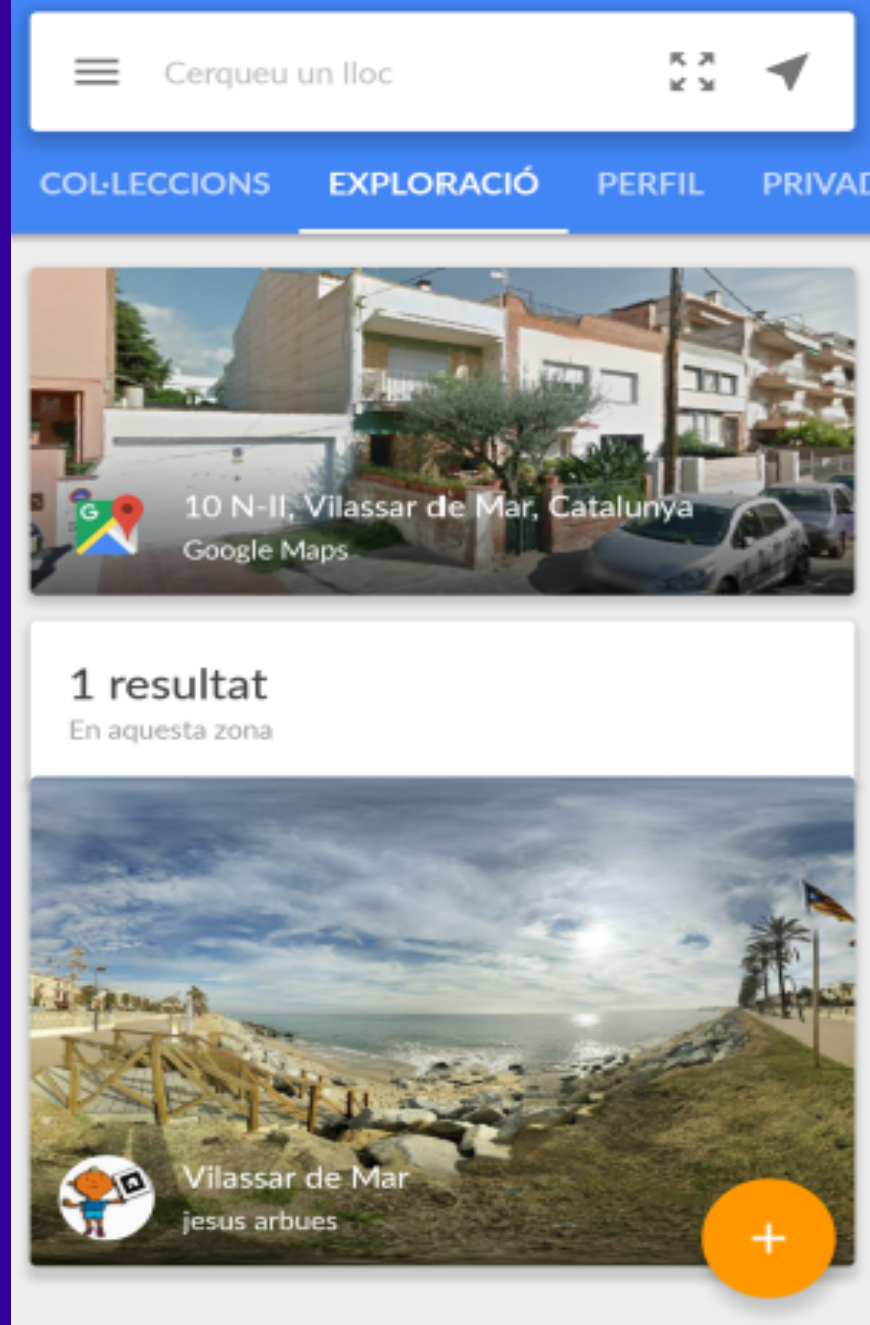 Cerqueu un lloc
COL·LECCIONS EXPLORACIÓ PERFIL PRIVAD
10 N-II, Vilassar de Mar, Catalunya
Google Maps
1 resultat
En aquesta zona
Vilassar de Mar
jesus arbues